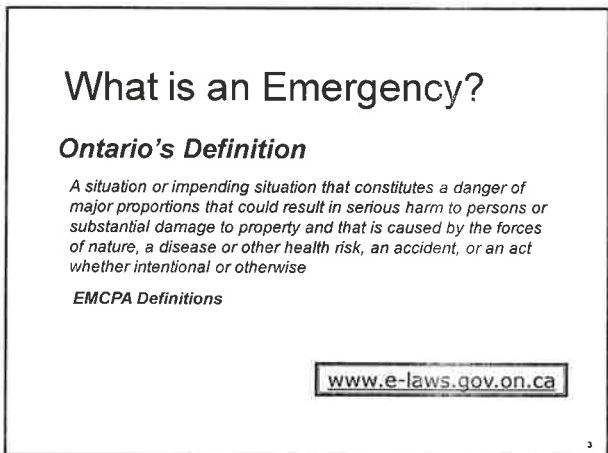 What is an Emergency?
Ontario's Definition
A situation or impending situation that constitutes a danger of
major proportions that could result in serious harm to persons or
substantial damage to property and that is caused by the forces
of nature, a disease or other health risk, an accident, or an act
whether intentional or otherwise
EMCPA Definitions
www.e-laws.gov.on.ca
3